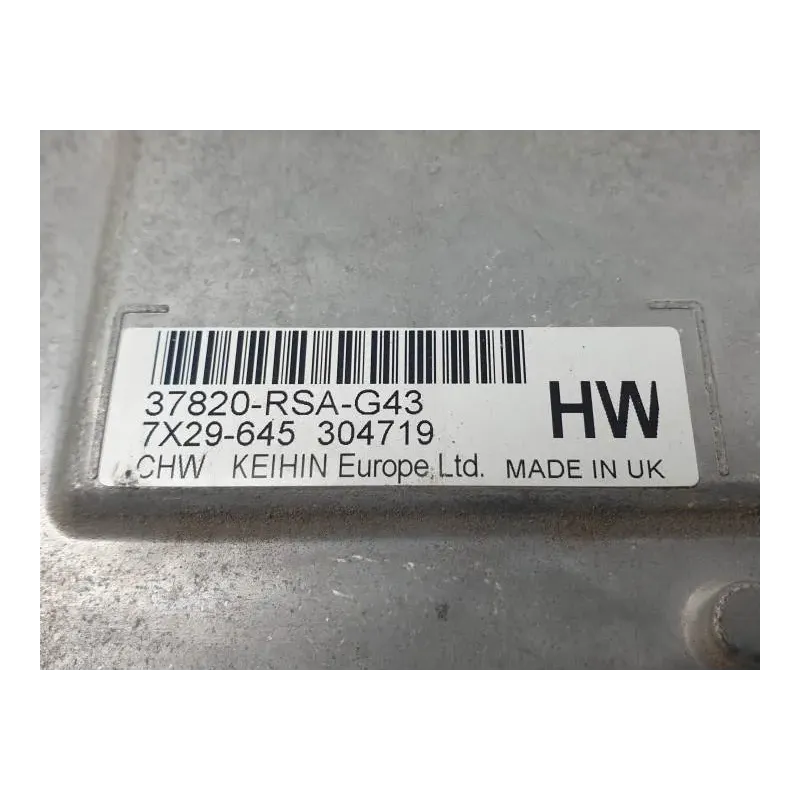 37820-RSA-G43
7X29-645 304719
HW
CHW KEIHIN Europe Ltd. MADE IN UK